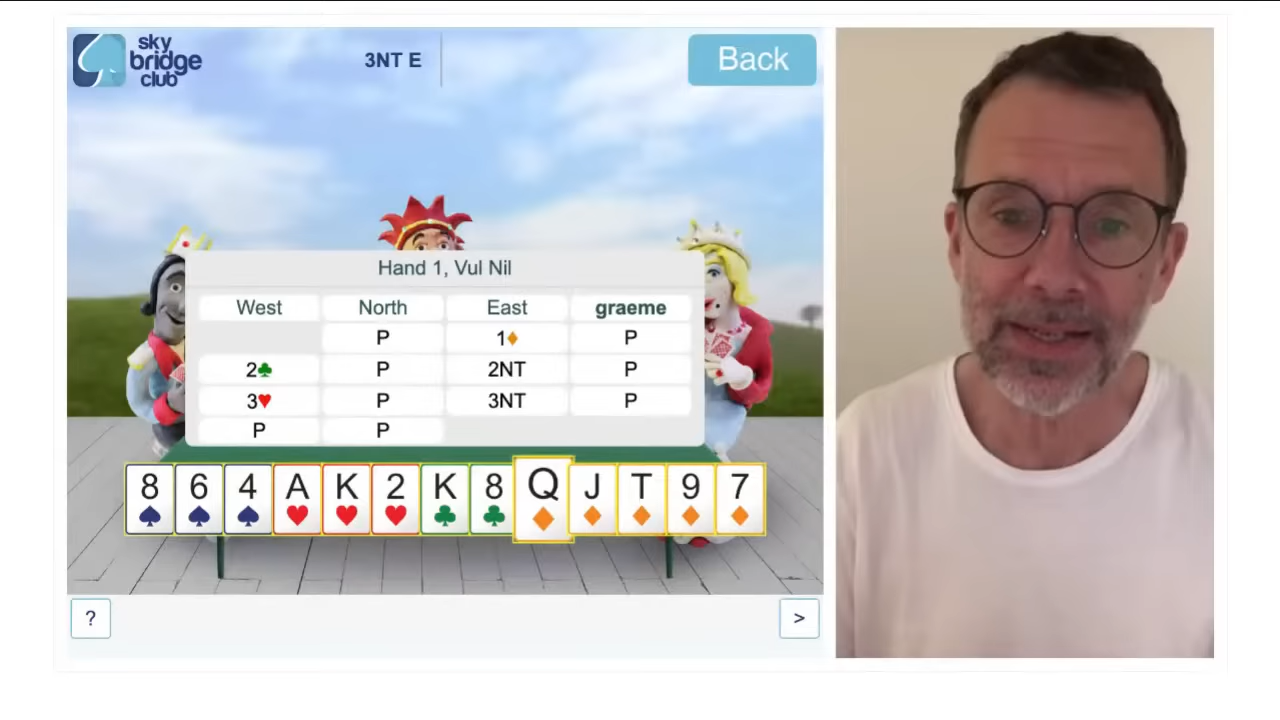 sky
bridge
club
3NT E
Back
Hand 1, Vul Nil
West North East graeme
P 1♦ P
2♣ P 2NT P
3♥ P 3NT P
P P
8 6 4 A K 2 K 8 Q J T 9 7
♠ ♠ ♠ ♥ ♥ ♥ ♣ ♣ ♦ ♦ ♦ ♦ ♦
?
>